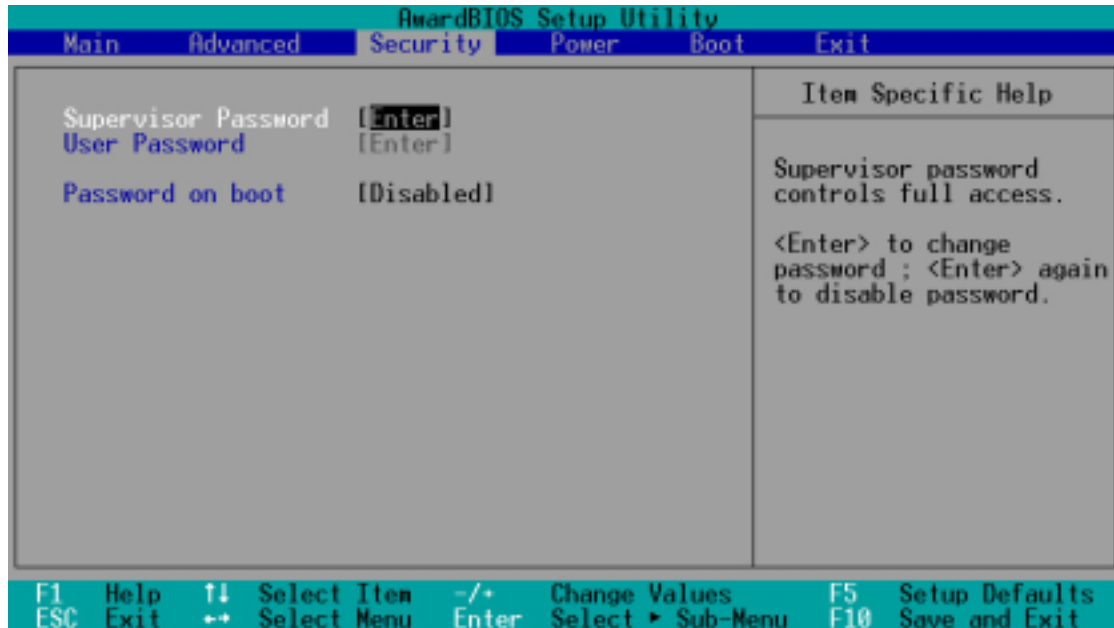 AwardBIOS Setup Utility
Main Advanced Security Power Boot Exit
Item Specific Help
Supervisor Password [Enter]
User Password [Enter]
Password on boot [Disabled]
Supervisor password
controls full access.
<Enter> to change
password ; <Enter> again
to disable password.
F1 Help ↑↓ Select Item -/+ Change Values F5 Setup Defaults
ESC Exit ←→ Select Menu Enter Select ► Sub-Menu F10 Save and Exit